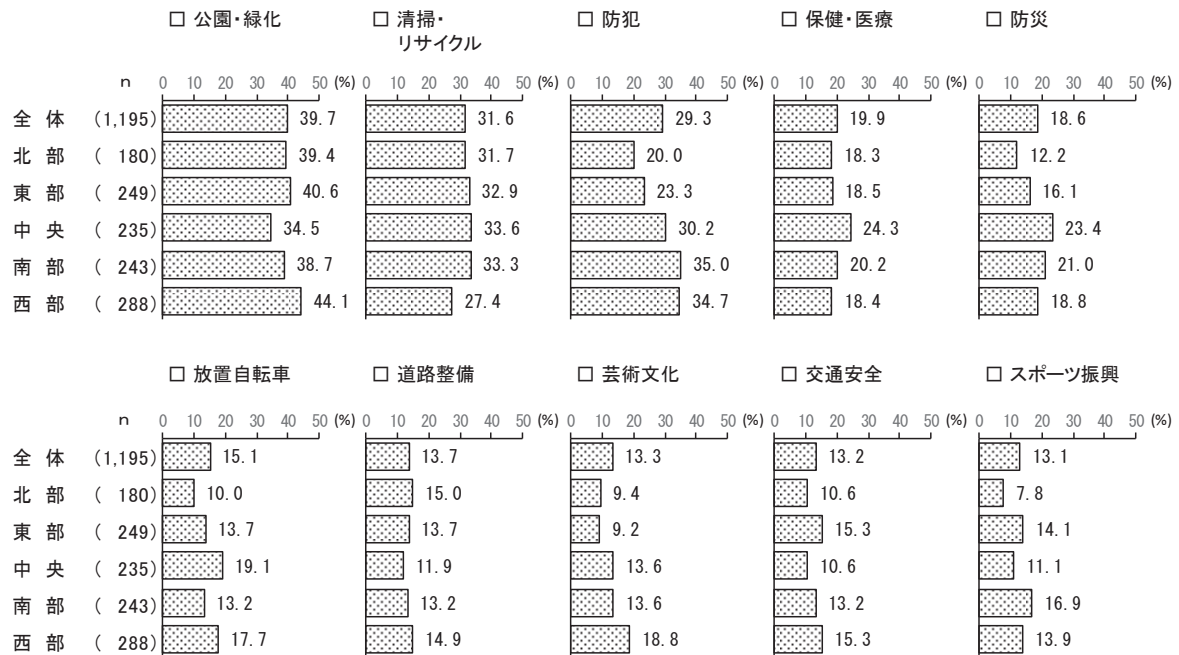 □ 公園・緑化 □ 清掃・リサイクル □ 防犯 □ 保健・医療 □ 防災
n 0 10 20 30 40 50 (%) 0 10 20 30 40 50 (%) 0 10 20 30 40 50 (%) 0 10 20 30 40 50 (%) 0 10 20 30 40 50 (%)
全体 (1,195) 39.7 31.6 29.3 19.9 18.6
北部 ( 180) 39.4 31.7 20.0 18.3 12.2
東部 ( 249) 40.6 32.9 23.3 18.5 16.1
中央 ( 235) 34.5 33.6 30.2 24.3 23.4
南部 ( 243) 38.7 33.3 35.0 20.2 21.0
西部 ( 288) 44.1 27.4 34.7 18.4 18.8
□ 放置自転車 □ 道路整備 □ 芸術文化 □ 交通安全 □ スポーツ振興
n 0 10 20 30 40 50 (%) 0 10 20 30 40 50 (%) 0 10 20 30 40 50 (%) 0 10 20 30 40 50 (%) 0 10 20 30 40 50 (%)
全体 (1,195) 15.1 13.7 13.3 13.2 13.1
北部 ( 180) 10.0 15.0 9.4 10.6 7.8
東部 ( 249) 13.7 13.7 9.2 15.3 14.1
中央 ( 235) 19.1 11.9 13.6 10.6 11.1
南部 ( 243) 13.2 13.2 13.6 13.2 16.9
西部 ( 288) 17.7 14.9 18.8 15.3 13.9